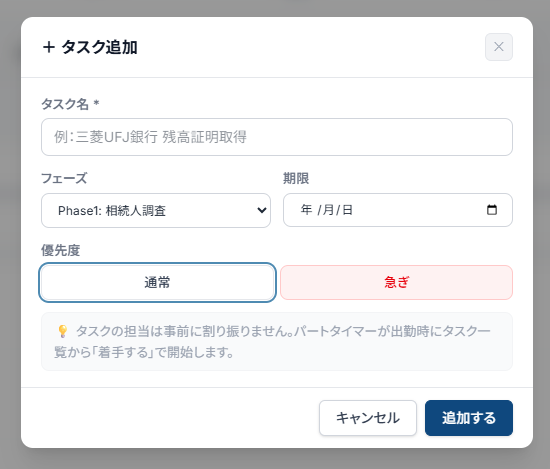 ＋ タスク追加
×
タスク名 *
例：三菱UFJ銀行 残高証明取得
フェーズ 期限
Phase1: 相続人調査 年 /月/日
優先度
通常 急ぎ
💡 タスクの担当は事前に割り振りません。パートタイマーが出勤時にタスク一
覧から「着手する」で開始します。
キャンセル 追加する